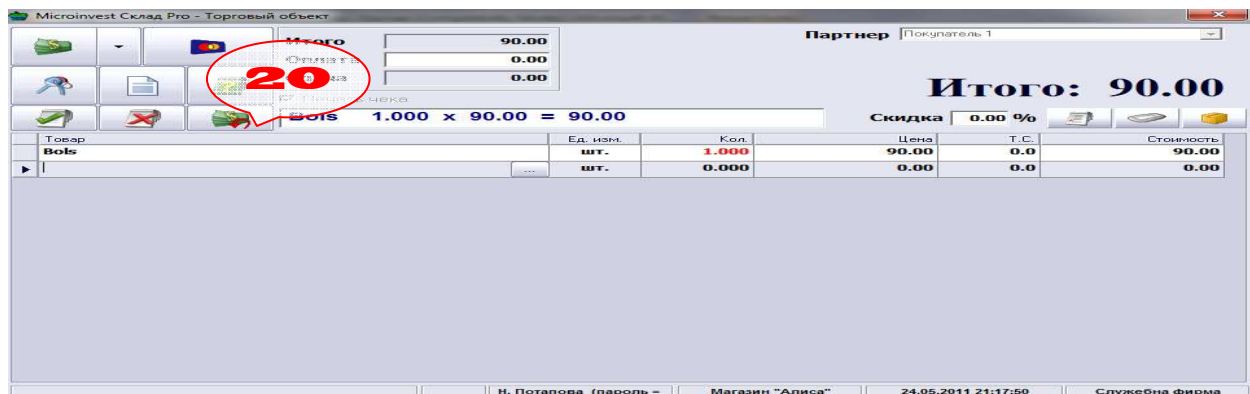 Microinvest Склад Pro - Торговый объект
Итого 90.00 Партнер Покупатель 1
Оплата 0.00
20 0.00 Итого: 90.00
чека
Bols 1.000 x 90.00 = 90.00 Скидка 0.00 %
Товар Ед. изм. Кол. Цена Т.С. Стоимость
Bols шт. 1.000 90.00 0.0 90.00
... шт. 0.000 0.00 0.0 0.00
Н. Потапова (пароль = Магазин "Алиса" 24.05.2011 21:17:50 Служебна фирма